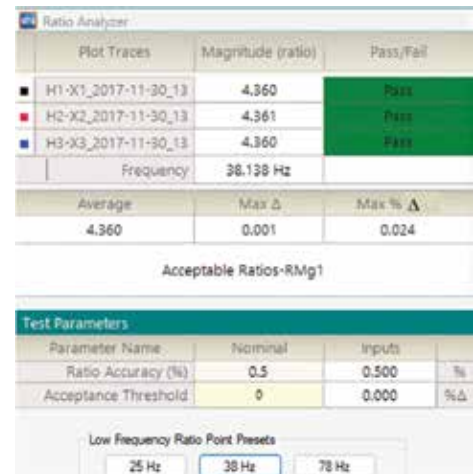 Ratio Analyzer
Plot Traces Magnitude (ratio) Pass/Fail
H1-X1_2017-11-30_13 4.360 Pass
H2-X2_2017-11-30_13 4.361 Pass
H3-X3_2017-11-30_13 4.360 Pass
Frequency 38.138 Hz
Average Max Δ Max % Δ
4.360 0.001 0.024
Acceptable Ratios-RMg1
Test Parameters
Parameter Name Nominal Inputs
Ratio Accuracy (%) 0.5 0.500 %
Acceptance Threshold 0 0.000 %Δ
Low Frequency Ratio Point Presets
25 Hz 38 Hz 78 Hz